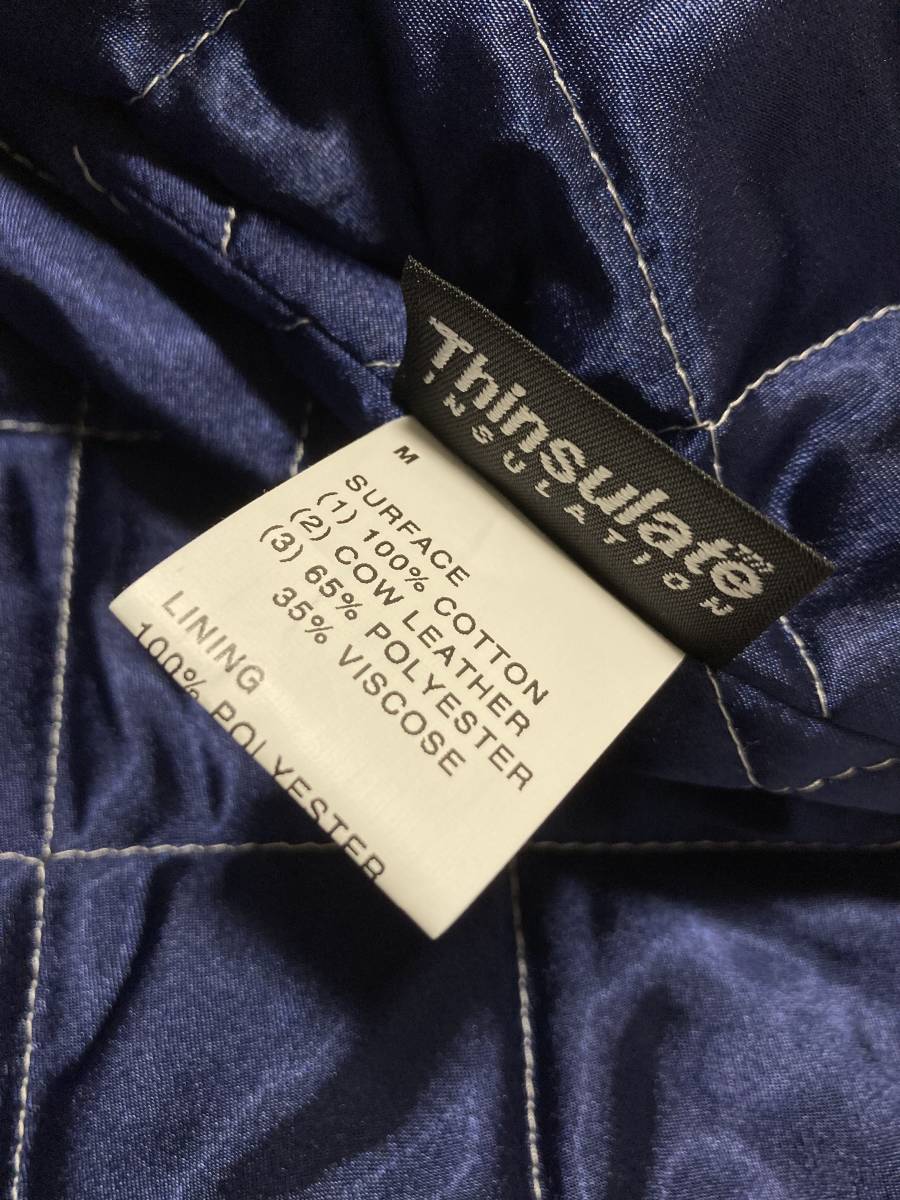 Thinsulate
INSULATION
M
SURFACE
(1) 100% COTTON
(2) COW LEATHER
(3) 65% POLYESTER
35% VISCOSE
LINING
100% POLYESTER